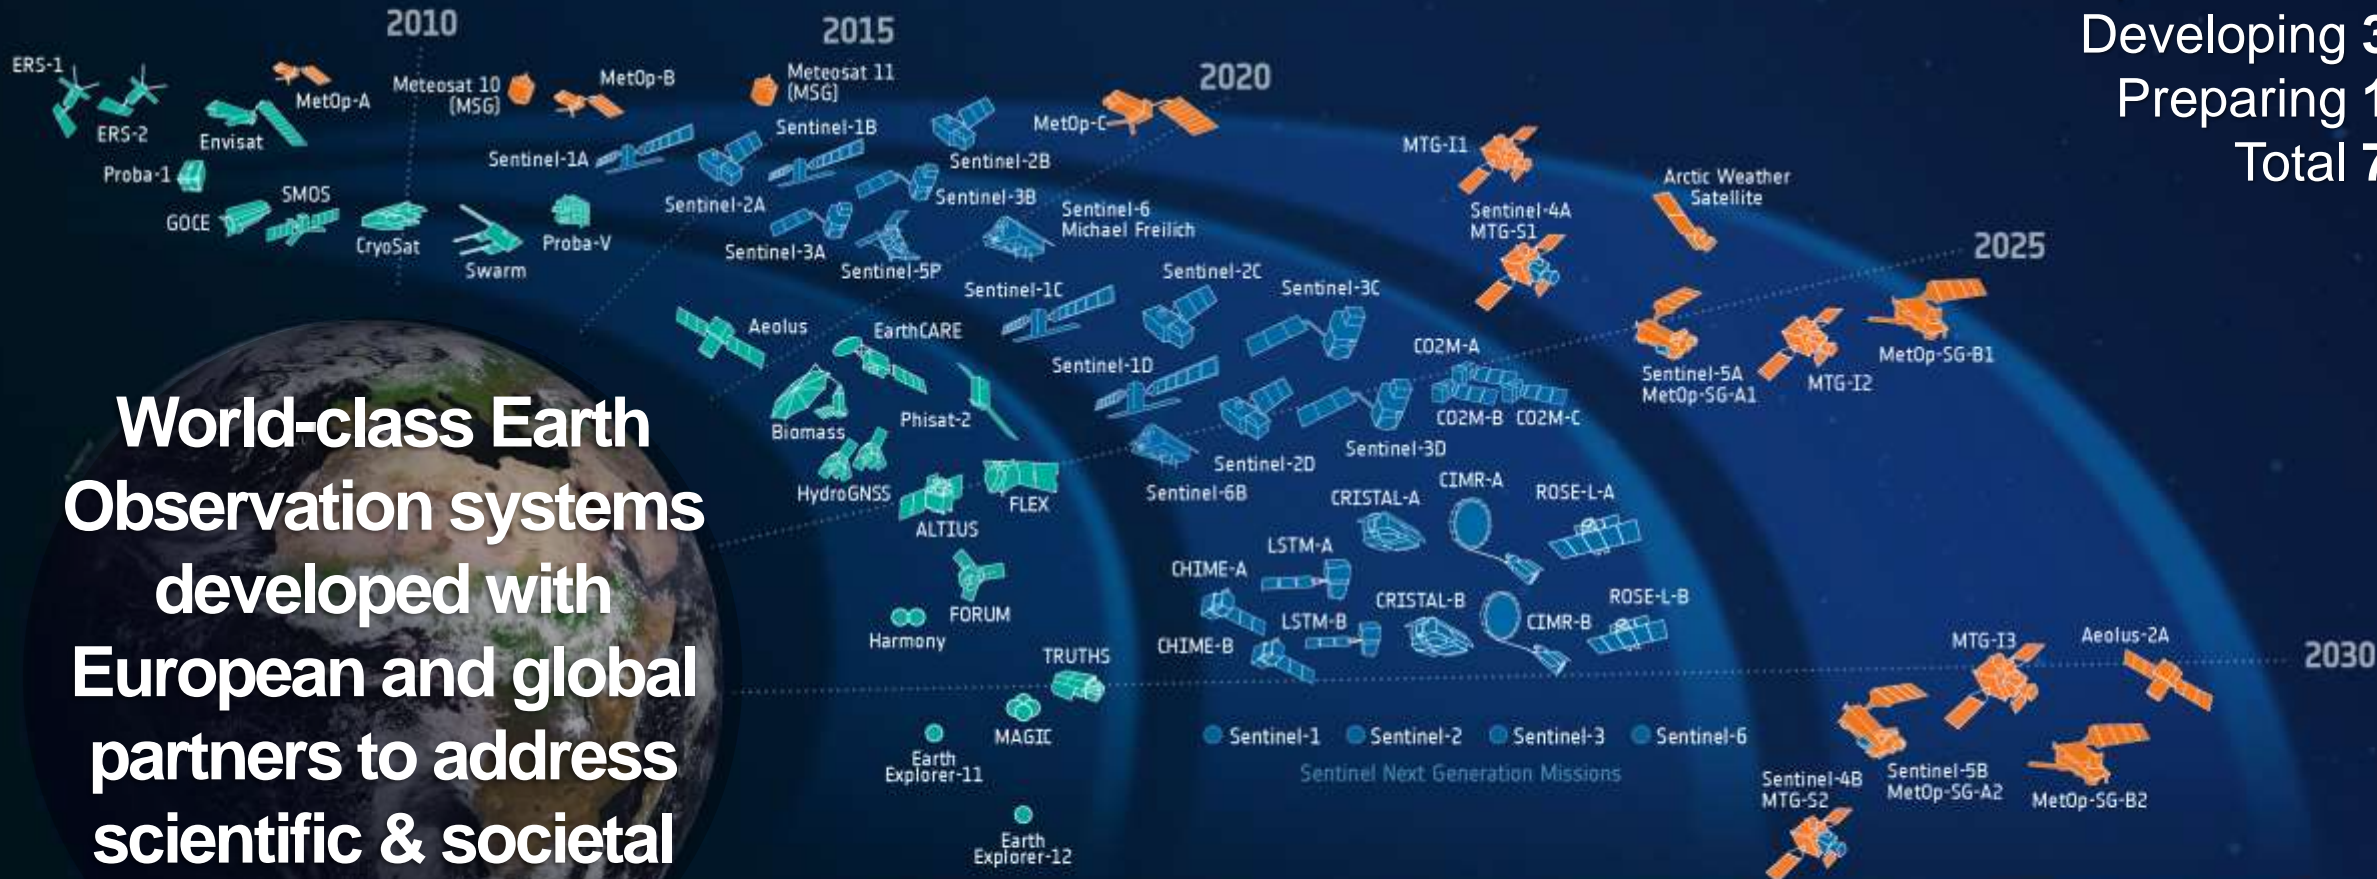 2010
2015
2020
2025
2030
Developing 3
Preparing 1
Total 7
ERS-1
ERS-2
MetOp-A
Envisat
Meteosat 10
(MSG)
MetOp-B
Meteosat 11
(MSG)
MetOp-C
Proba-1
GOCE
SMOS
CryoSat
Swarm
Proba-V
Sentinel-1A
Sentinel-2A
Sentinel-1B
Sentinel-2B
Sentinel-3B
Sentinel-3A
Sentinel-5P
Sentinel-6
Michael Freilich
MTG-I1
Sentinel-4A
MTG-S1
Arctic Weather
Satellite
Sentinel-1C
Sentinel-2C
Sentinel-3C
Aeolus
EarthCARE
Biomass
Phisat-2
Sentinel-1D
CO2M-A
CO2M-B
CO2M-C
Sentinel-5A
MetOp-SG-A1
MTG-I2
MetOp-SG-B1
HydroGNSS
ALTIUS
FLEX
Sentinel-6B
Sentinel-2D
Sentinel-3D
CRISTAL-A
CIMR-A
ROSE-L-A
CHIME-A
LSTM-A
FORUM
Harmony
CHIME-B
LSTM-B
CRISTAL-B
CIMR-B
ROSE-L-B
TRUTHS
MAGIC
Earth
Explorer-11
Earth
Explorer-12
MTG-I3
Aeolus-2A
Sentinel-1
Sentinel-2
Sentinel-3
Sentinel-6
Sentinel Next Generation Missions
Sentinel-4B
MTG-S2
Sentinel-5B
MetOp-SG-A2
MetOp-SG-B2
World-class Earth
Observation systems
developed with
European and global
partners to address
scientific & societal